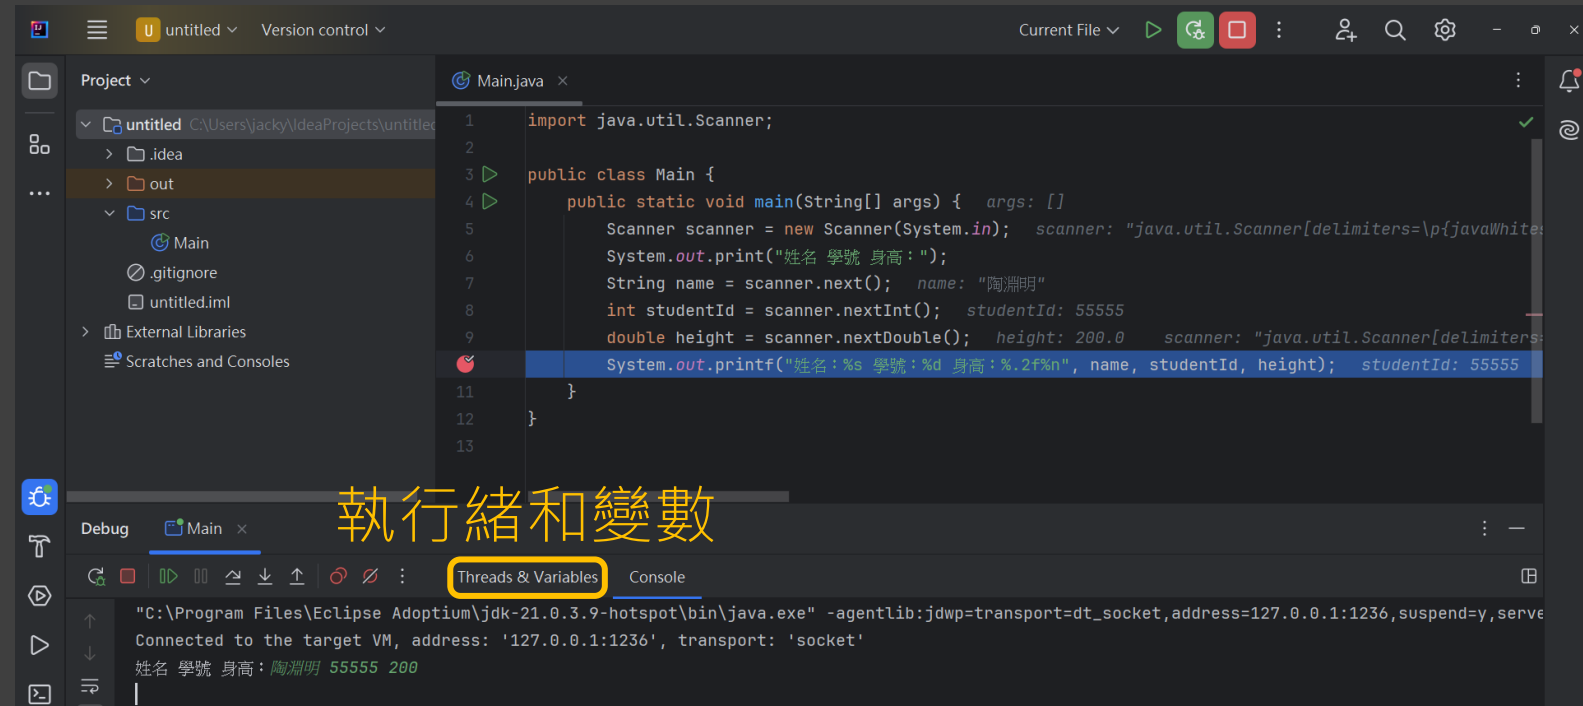 U untitled Version control Current File
Project
Main.java
untitled C:\Users\jacky\IdeaProjects\untitled
.idea
out
src
Main
.gitignore
untitled.iml
External Libraries
Scratches and Consoles
1 import java.util.Scanner;
2
3 public class Main {
4 public static void main(String[] args) { args: []
5 Scanner scanner = new Scanner(System.in); scanner: "java.util.Scanner[delimiters=\p{javaWhites
6 System.out.print("姓名 學號 身高：");
7 String name = scanner.next(); name: "陶淵明"
8 int studentId = scanner.nextInt(); studentId: 55555
9 double height = scanner.nextDouble(); height: 200.0 scanner: "java.util.Scanner[delimiters=
System.out.printf("姓名：%s 學號：%d 身高：%.2f%n", name, studentId, height); studentId: 55555
11 }
12 }
13
執行緒和變數
Debug Main
Threads & Variables Console
"C:\Program Files\Eclipse Adoptium\jdk-21.0.3.9-hotspot\bin\java.exe" -agentlib:jdwp=transport=dt_socket,address=127.0.0.1:1236,suspend=y,serve
Connected to the target VM, address: '127.0.0.1:1236', transport: 'socket'
姓名 學號 身高：陶淵明 55555 200